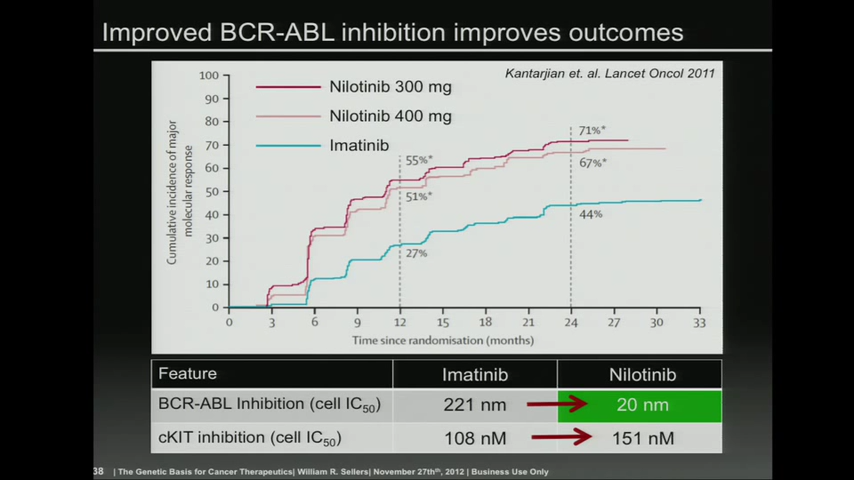 Improved BCR-ABL inhibition improves outcomes
Kantarjian et. al. Lancet Oncol 2011
Nilotinib 300 mg
Nilotinib 400 mg
Imatinib
Cumulative incidence of major
molecular response
100
90
80
70
60
50
40
30
20
10
0
55%*
51%*
27%
71%*
67%*
44%
0 3 6 9 12 15 18 21 24 27 30 33
Time since randomisation (months)
Feature Imatinib Nilotinib
BCR-ABL Inhibition (cell IC50) 221 nm 20 nm
cKIT inhibition (cell IC50) 108 nM 151 nM
38 | The Genetic Basis for Cancer Therapeutics| William R. Sellers| November 27thth, 2012 | Business Use Only